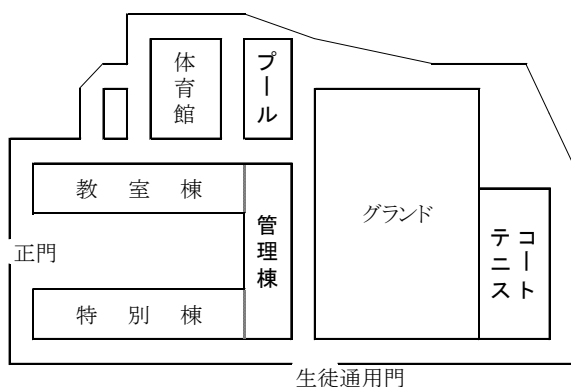 体育館
プール
教室棟
管理棟
グランド
テニス
コート
正門
特別棟
生徒通用門